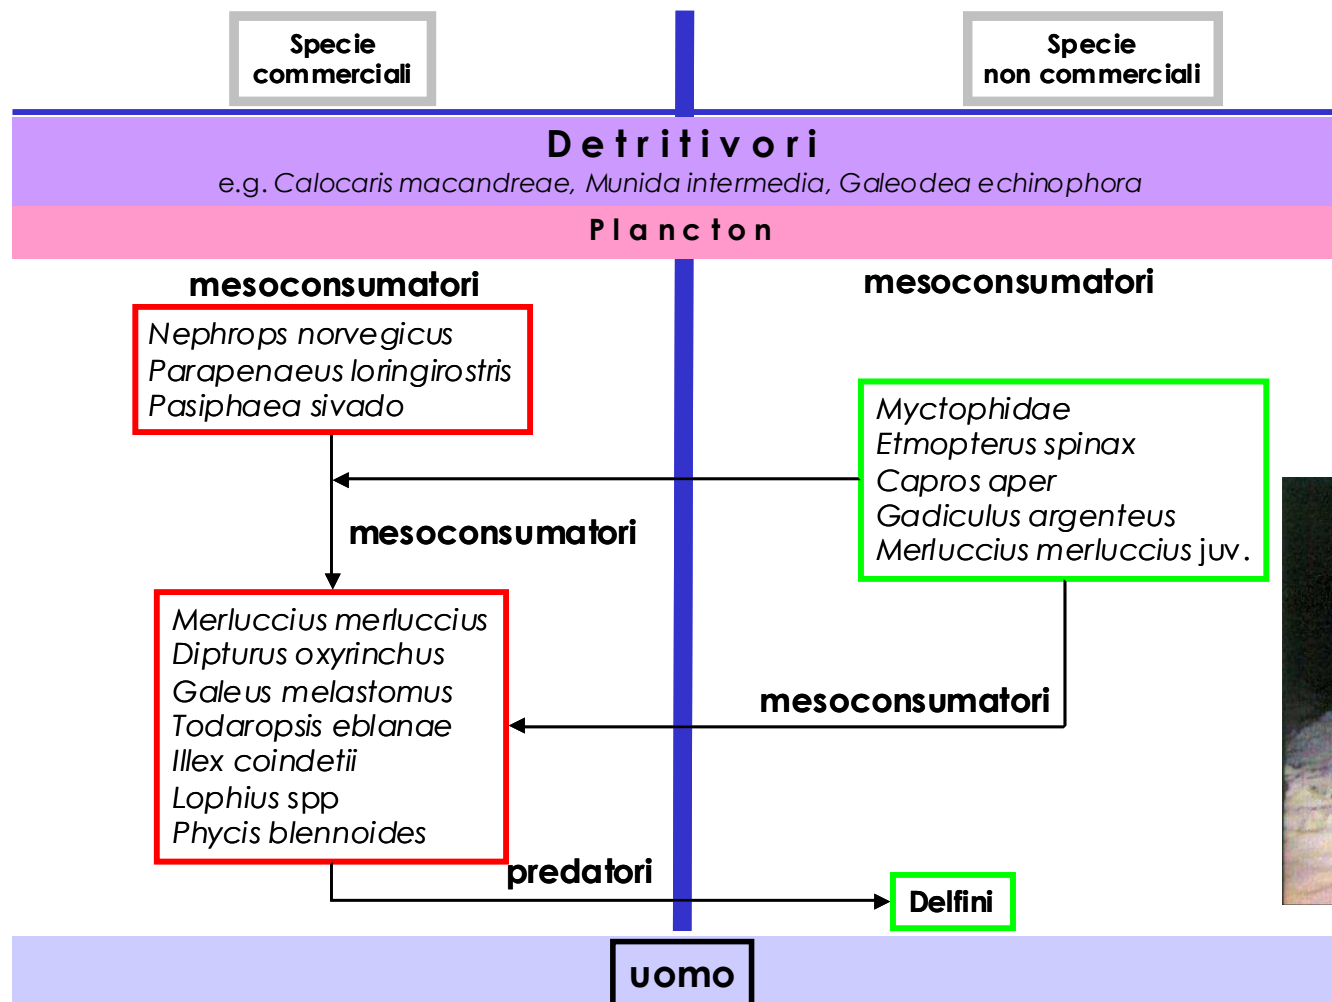 Specie
commerciali
Specie
non commerciali
Detritivori
e.g. Calocaris macandreae, Munida intermedia, Galeodea echinophora
Plancton
mesoconsumatori
mesoconsumatori
Nephrops norvegicus
Parapenaeus loringirostris
Pasiphaea sivado
Myctophidae
Etmopterus spinax
Capros aper
Gadiculus argenteus
Merluccius merluccius juv.
mesoconsumatori
Merluccius merluccius
Dipturus oxyrinchus
Galeus melastomus
Todaropsis eblanae
Illex coindetii
Lophius spp
Phycis blennoides
mesoconsumatori
predatori
Delfini
uomo